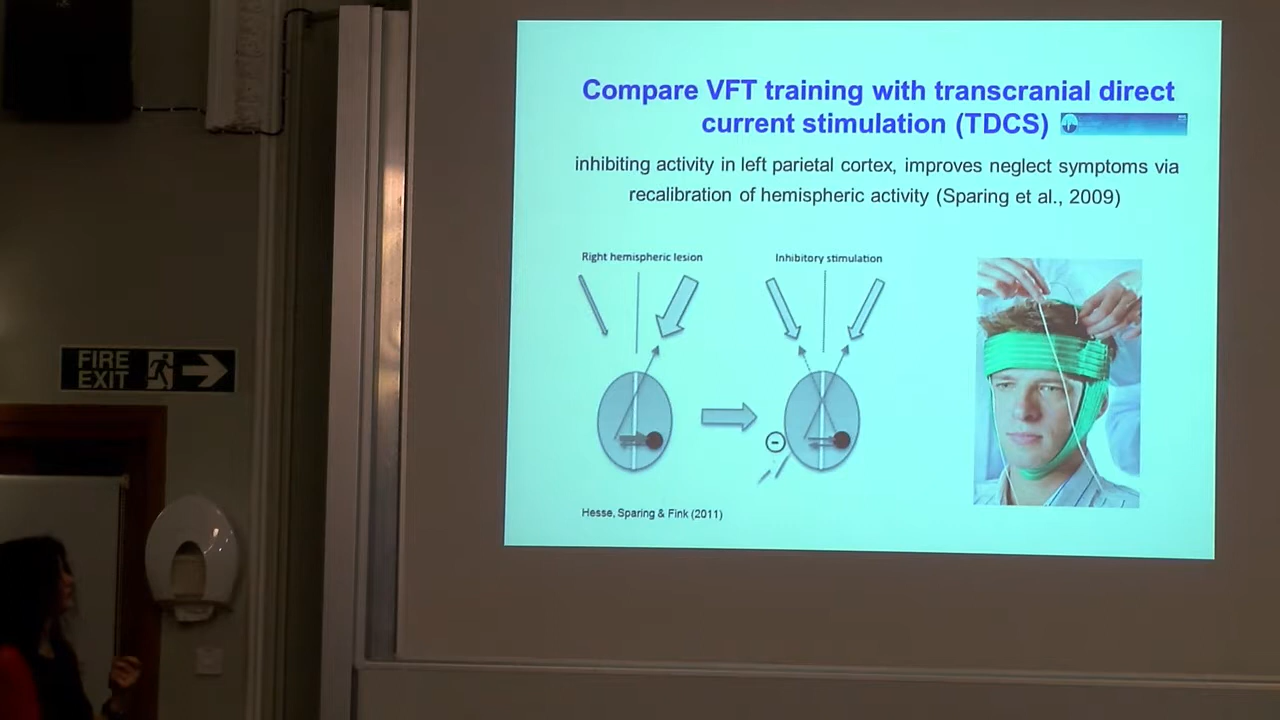 Compare VFT training with transcranial direct
current stimulation (TDCS)
inhibiting activity in left parietal cortex, improves neglect symptoms via
recalibration of hemispheric activity (Sparing et al., 2009)
Right hemispheric lesion
Inhibitory stimulation
Hesse, Sparing & Fink (2011)
FIRE
EXIT